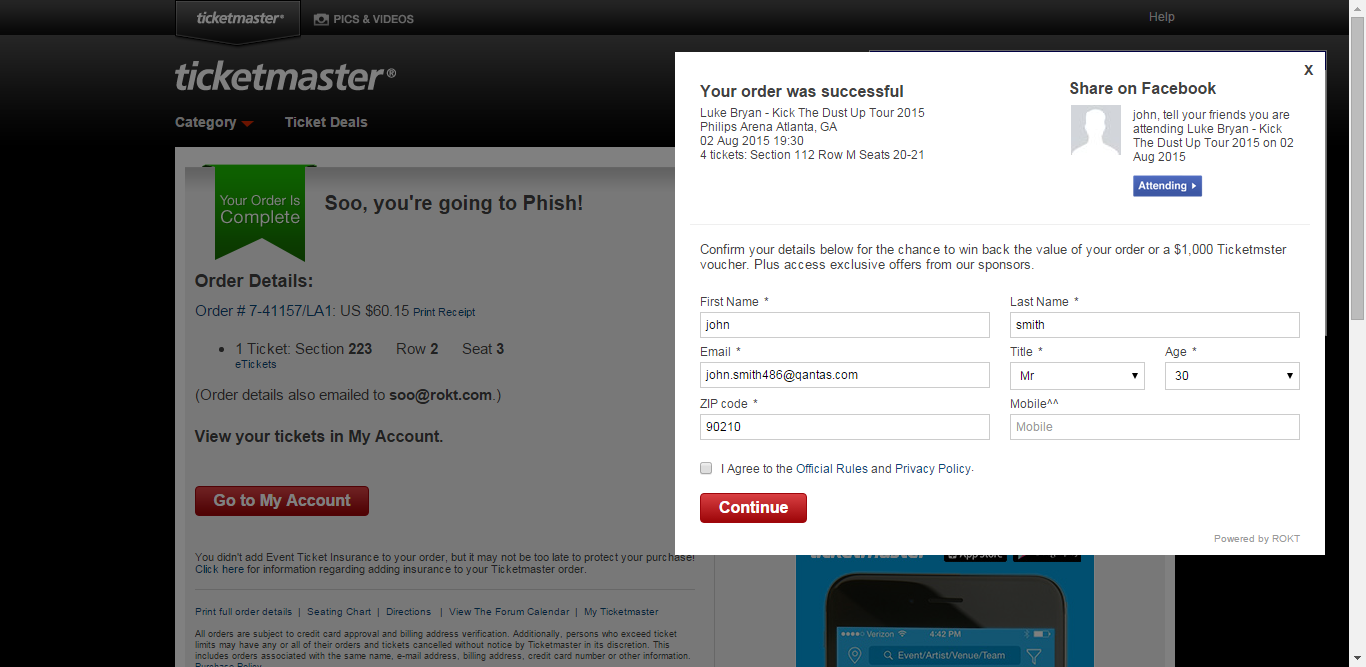 ticketmaster®
PICS & VIDEOS
Help
ticketmaster®
Category
Ticket Deals
Your Order Is
Complete
Soo, you're going to Phish!
Order Details:
Order # 7-41157/LA1: US $60.15 Print Receipt
• 1 Ticket: Section 223 Row 2 Seat 3
eTickets
(Order details also emailed to soo@rokt.com.)
View your tickets in My Account.
Go to My Account
You didn't add Event Ticket Insurance to your order, but it may not be too late to protect your purchase!
Click here for information regarding adding insurance to your Ticketmaster order.
Print full order details | Seating Chart | Directions | View The Forum Calendar | My Ticketmaster
All orders are subject to credit card approval and billing address verification. Additionally, persons who exceed ticket
limits may have any or all of their orders and tickets cancelled without notice by Ticketmaster in its discretion. This
includes orders associated with the same name, e-mail address, billing address, credit card number or other information.
Purchase Policy
X
Your order was successful
Luke Bryan - Kick The Dust Up Tour 2015
Philips Arena Atlanta, GA
02 Aug 2015 19:30
4 tickets: Section 112 Row M Seats 20-21
Share on Facebook
john, tell your friends you are
attending Luke Bryan - Kick
The Dust Up Tour 2015 on 02
Aug 2015
Attending
Confirm your details below for the chance to win back the value of your order or a $1,000 Ticketmster
voucher. Plus access exclusive offers from our sponsors.
First Name *
Last Name *
john
smith
Email *
Title *
Age *
john.smith486@qantas.com
Mr
30
ZIP code *
Mobile^^
90210
Mobile
I Agree to the Official Rules and Privacy Policy.
Continue
Powered by ROKT
ticketmaster
App Store
Verizon
4:42 PM
Event/Artist/Venue/Team